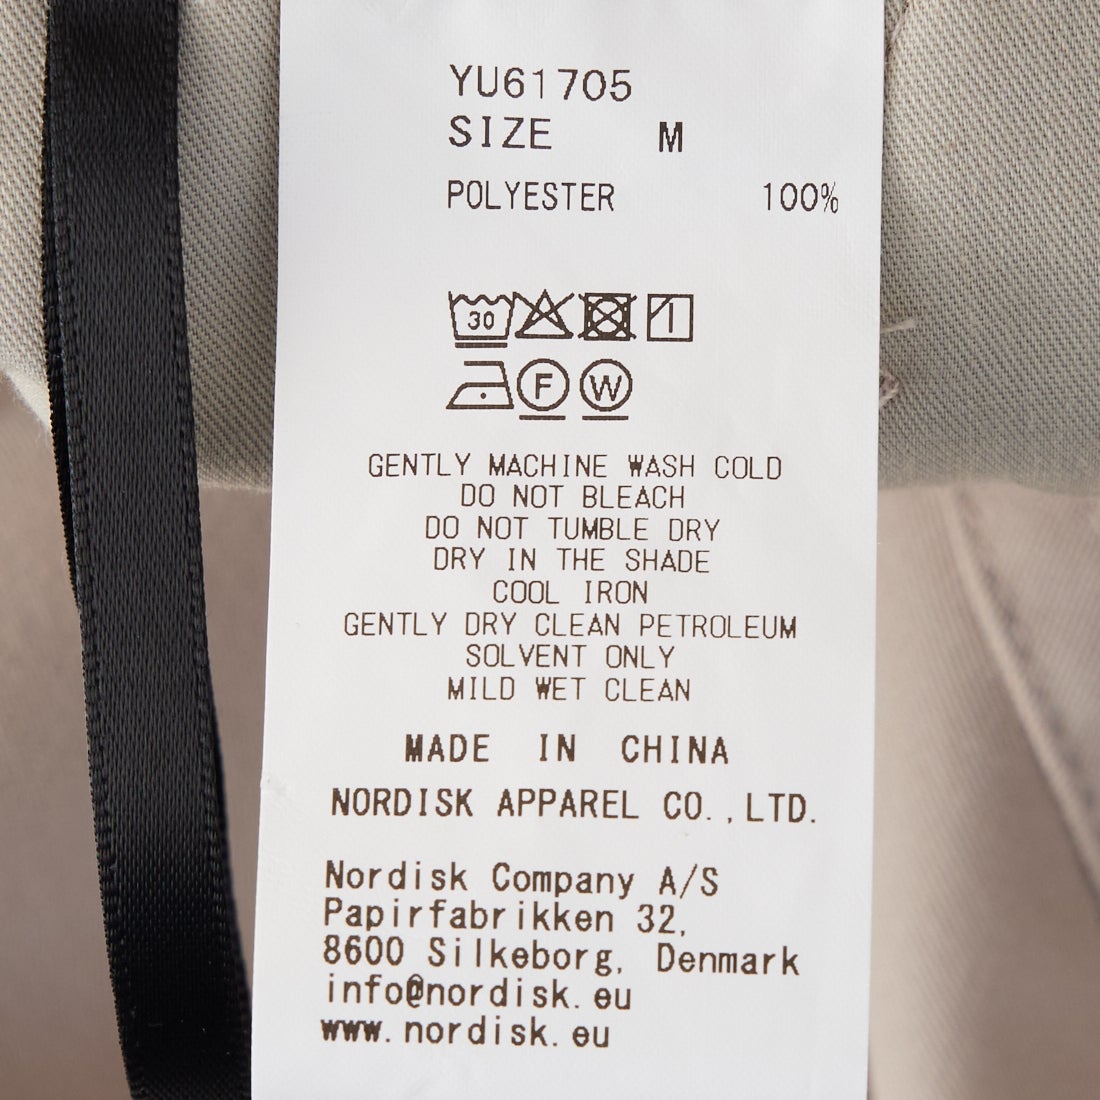 YU61705
SIZE M
POLYESTER 100%
30
F W
GENTLY MACHINE WASH COLD
DO NOT BLEACH
DO NOT TUMBLE DRY
DRY IN THE SHADE
COOL IRON
GENTLY DRY CLEAN PETROLEUM
SOLVENT ONLY
MILD WET CLEAN
MADE IN CHINA
NORDISK APPAREL CO.,LTD.
Nordisk Company A/S
Papirfabrikken 32,
8600 Silkeborg, Denmark
info@nordisk.eu
www.nordisk.eu